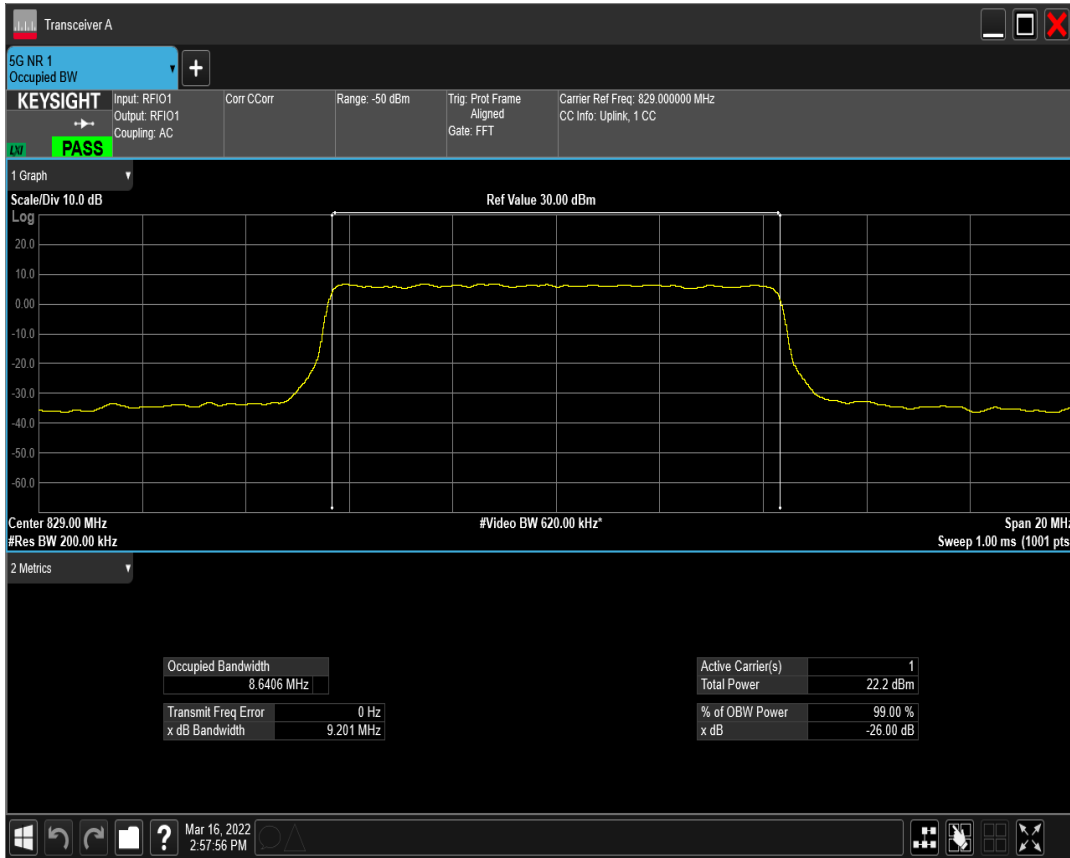 Transceiver A
5G NR 1
Occupied BW
KEYSIGHT
LXI
PASS
Input: RFIO1
Output: RFIO1
Coupling: AC
Corr CCorr
Range: -50 dBm
Trig: Prot Frame
Aligned
Gate: FFT
Carrier Ref Freq: 829.000000 MHz
CC Info: Uplink, 1 CC
1 Graph
Scale/Div 10.0 dB
Ref Value 30.00 dBm
Log
20.0
10.0
0.00
-10.0
-20.0
-30.0
-40.0
-50.0
-60.0
Center 829.00 MHz
#Video BW 620.00 kHz*
Span 20 MHz
#Res BW 200.00 kHz
Sweep 1.00 ms (1001 pts
2 Metrics
Occupied Bandwidth
8.6406 MHz
Transmit Freq Error 0 Hz
x dB Bandwidth 9.201 MHz
Active Carrier(s) 1
Total Power 22.2 dBm
% of OBW Power 99.00 %
x dB -26.00 dB
?
Mar 16, 2022
2:57:56 PM